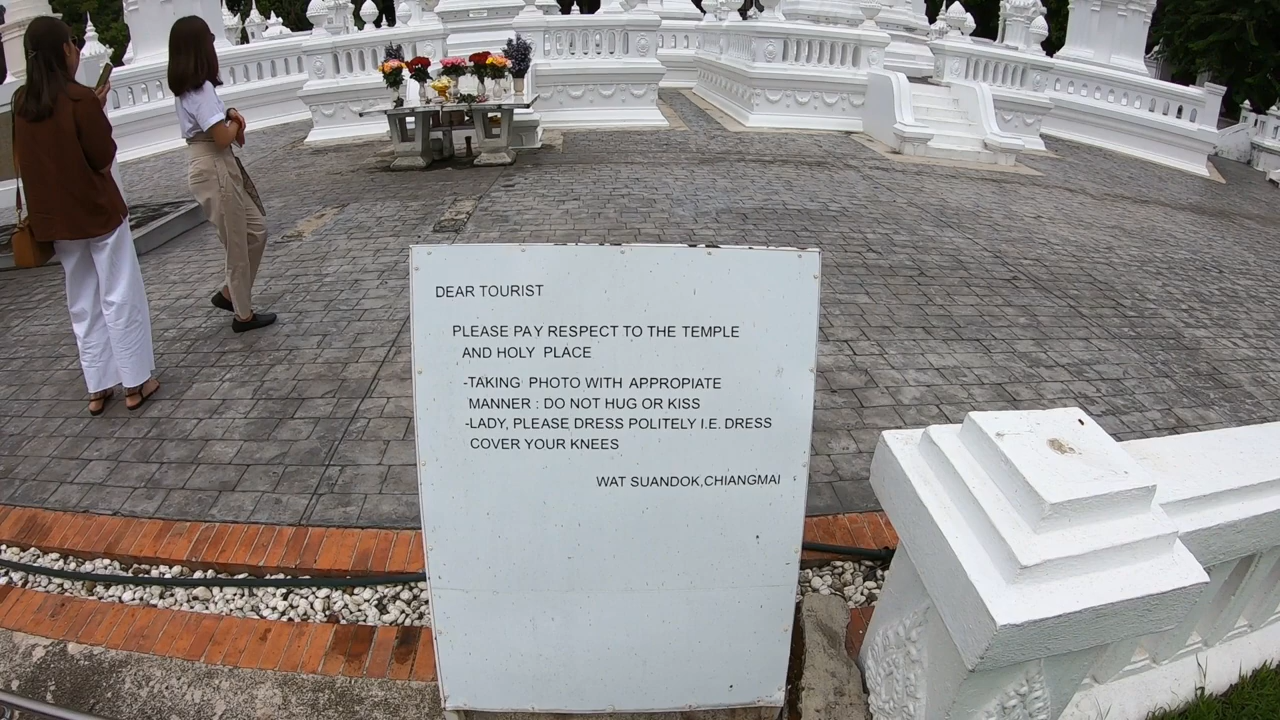 DEAR TOURIST
PLEASE PAY RESPECT TO THE TEMPLE
AND HOLY PLACE
-TAKING PHOTO WITH APPROPIATE
MANNER : DO NOT HUG OR KISS
-LADY, PLEASE DRESS POLITELY I.E. DRESS
COVER YOUR KNEES
WAT SUANDOK,CHIANGMAI